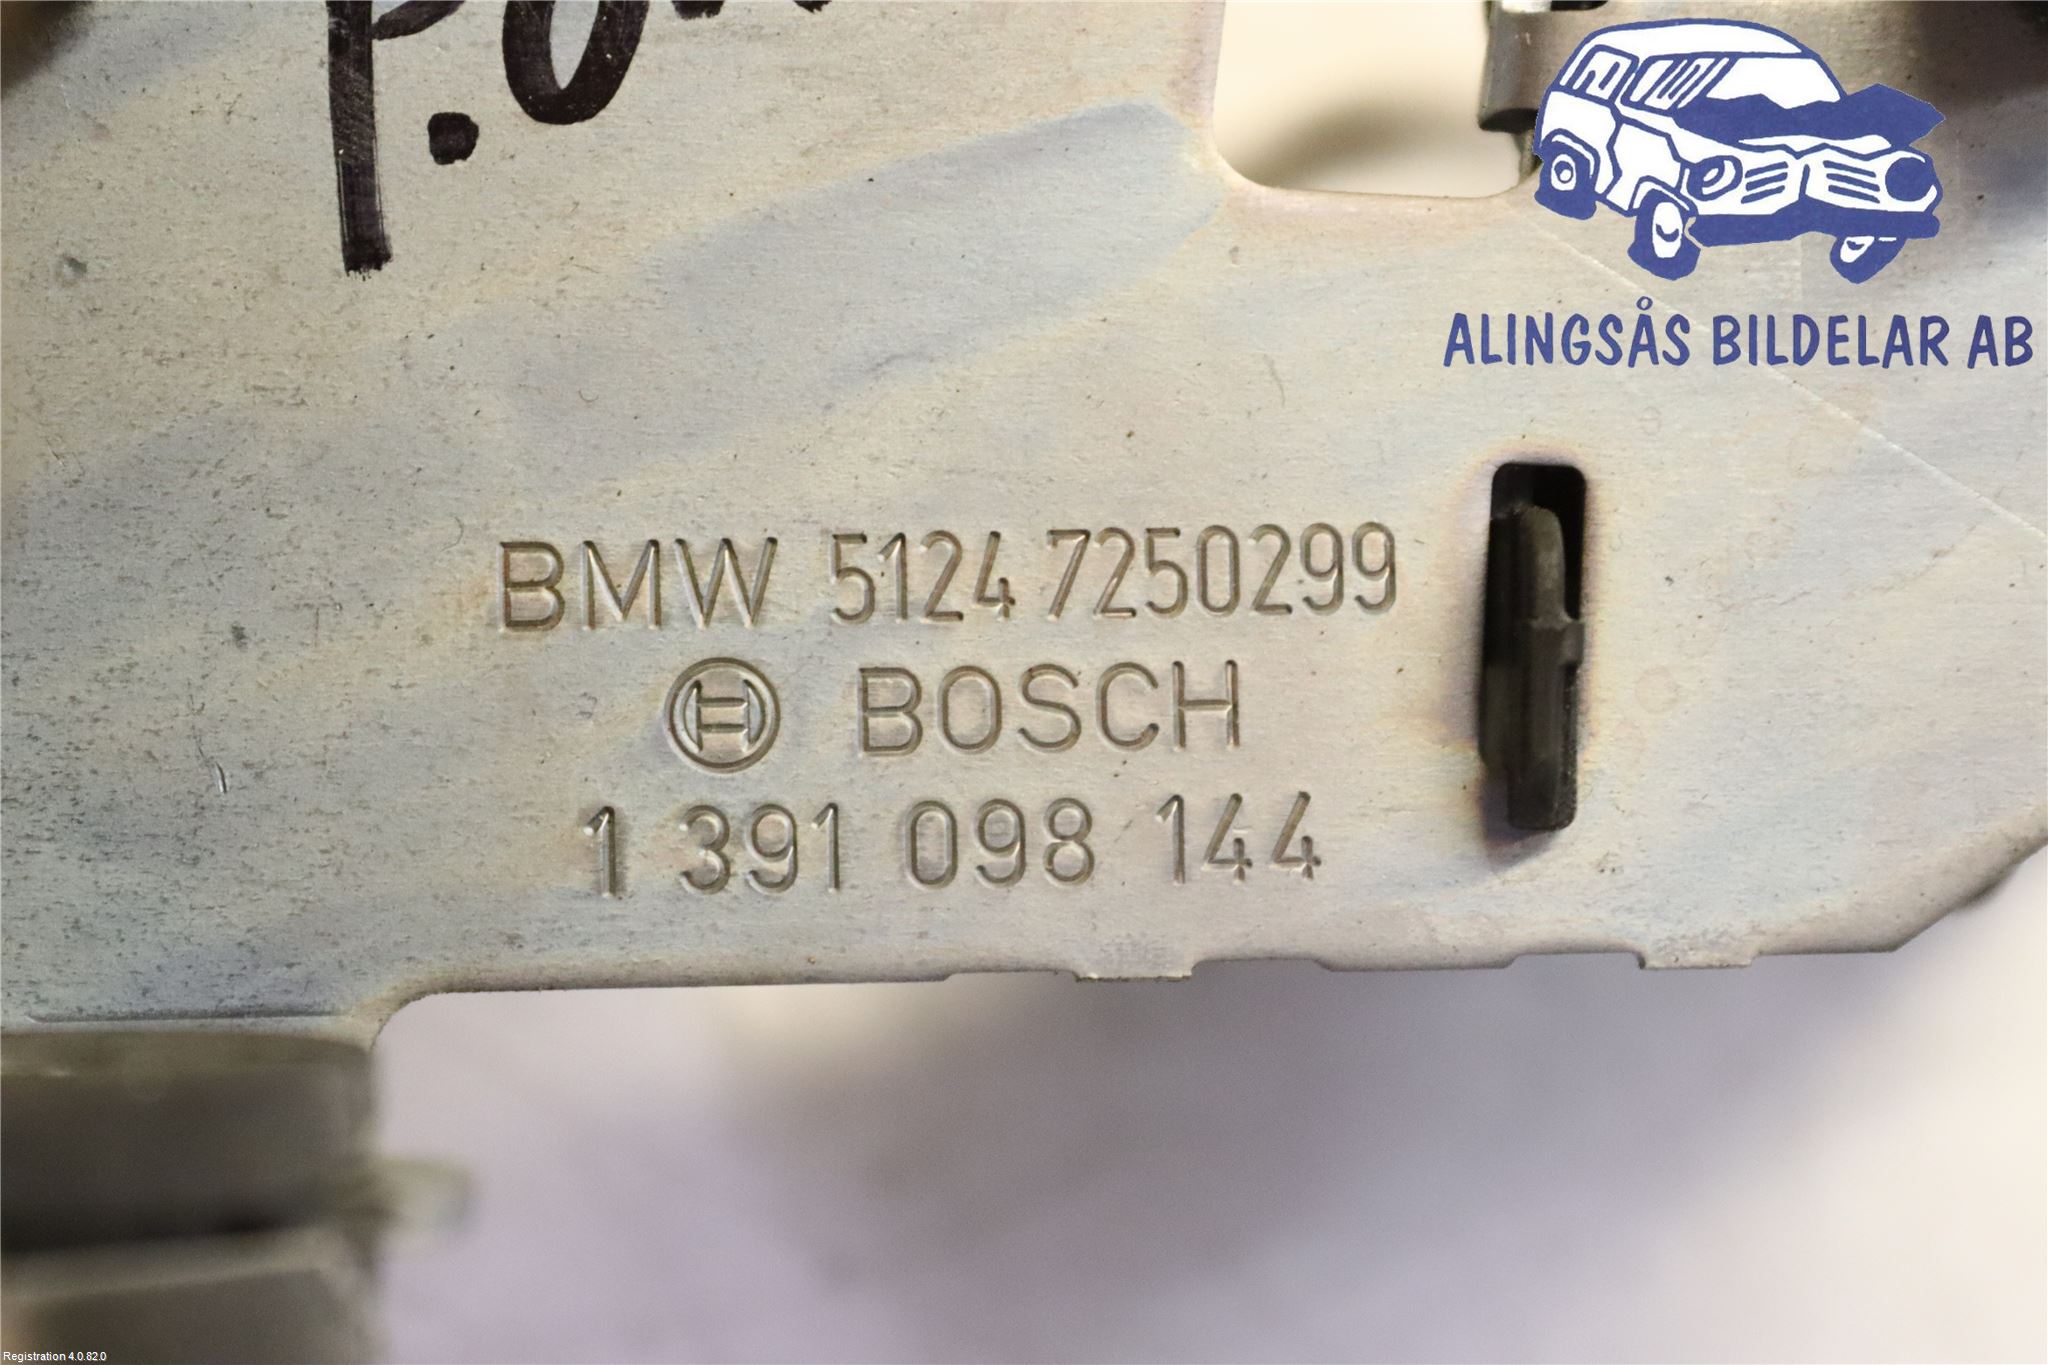 ALINGSÅS BILDELAR AB
BMW 5124 7250299
BOSCH
1 391 098 144
Registration 4.0.82.0